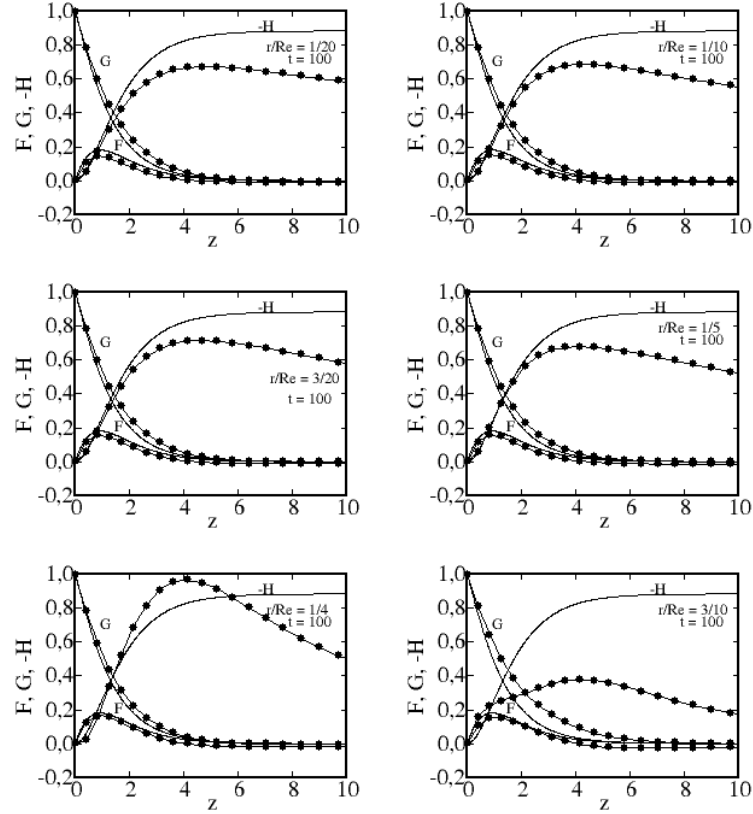 1,0
0,8
0,6
0,4
0,2
0,0
-0,2
F, G, -H
G
F
-H
r/Re = 1/20
t = 100
0 2 4 6 8 10
z
1,0
0,8
0,6
0,4
0,2
0,0
-0,2
F, G, -H
G
F
-H
r/Re = 1/10
t = 100
0 2 4 6 8 10
z
1,0
0,8
0,6
0,4
0,2
0,0
-0,2
F, G, -H
G
F
-H
r/Re = 3/20
t = 100
0 2 4 6 8 10
z
1,0
0,8
0,6
0,4
0,2
0,0
-0,2
F, G, -H
G
F
-H
r/Re = 1/5
t = 100
0 2 4 6 8 10
z
1,0
0,8
0,6
0,4
0,2
0,0
-0,2
F, G, -H
G
F
-H
r/Re = 1/4
t = 100
0 2 4 6 8 10
z
1,0
0,8
0,6
0,4
0,2
0,0
-0,2
F, G, -H
G
F
-H
r/Re = 3/10
t = 100
0 2 4 6 8 10
z